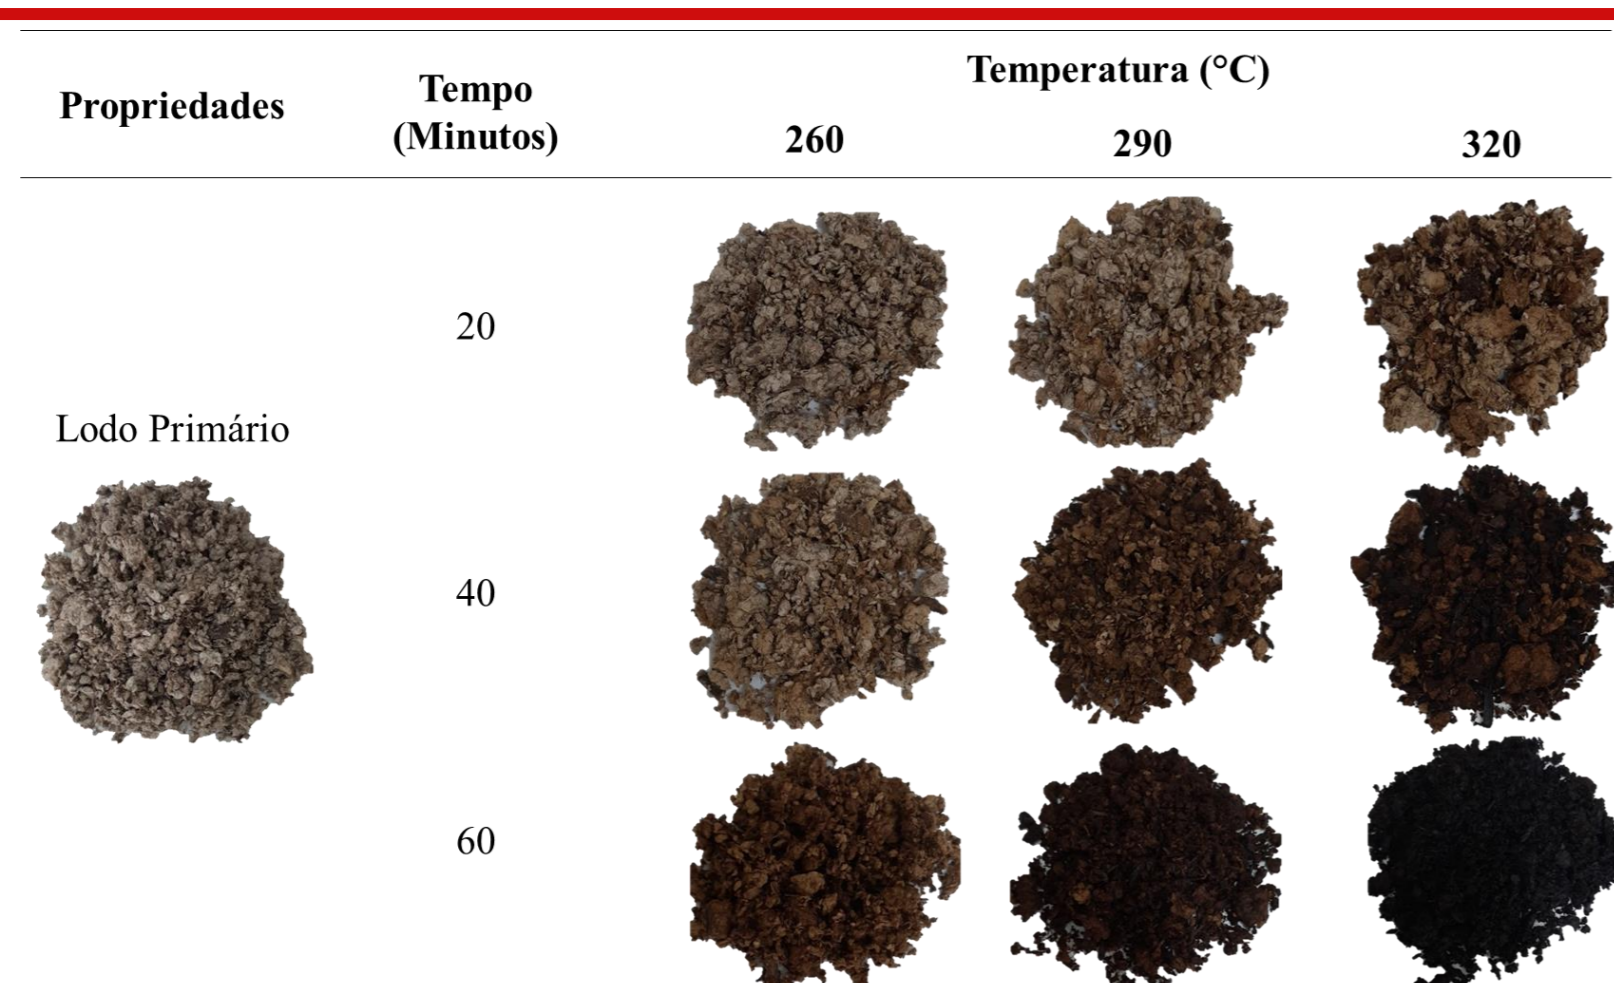 Propriedades
Tempo
(Minutos)
Temperatura (°C)
260
290
320
20
Lodo Primário
40
60